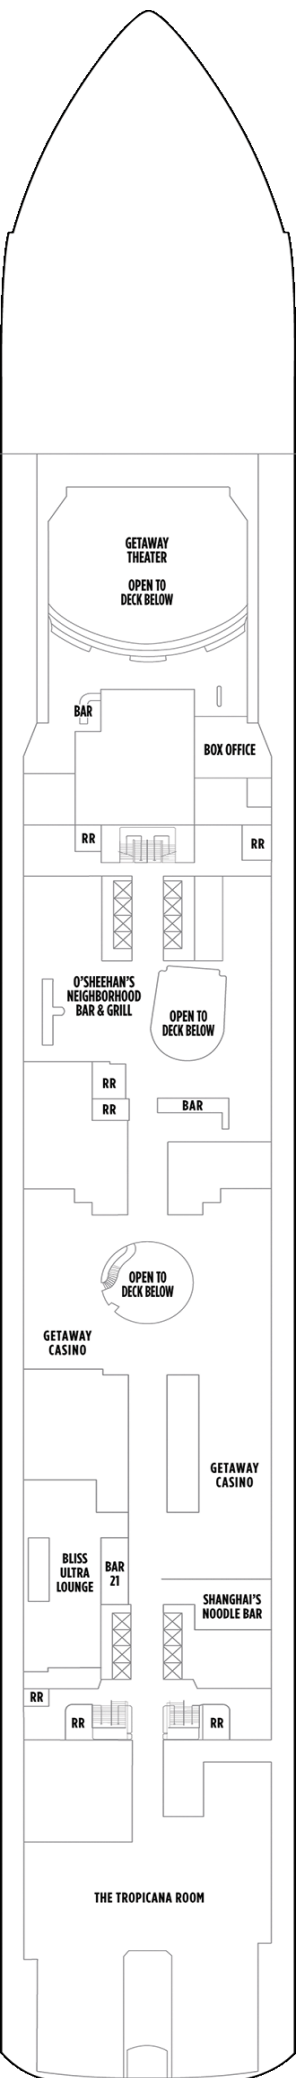 GETAWAY
THEATER
OPEN TO
DECK BELOW
BAR
BOX OFFICE
RR
RR
O'SHEEHAN'S
NEIGHBORHOOD
BAR & GRILL
OPEN TO
DECK BELOW
RR
RR
BAR
OPEN TO
DECK BELOW
GETAWAY
CASINO
GETAWAY
CASINO
BLISS
ULTRA
LOUNGE
BAR
21
SHANGHAI'S
NOODLE BAR
RR
RR
RR
THE TROPICANA ROOM